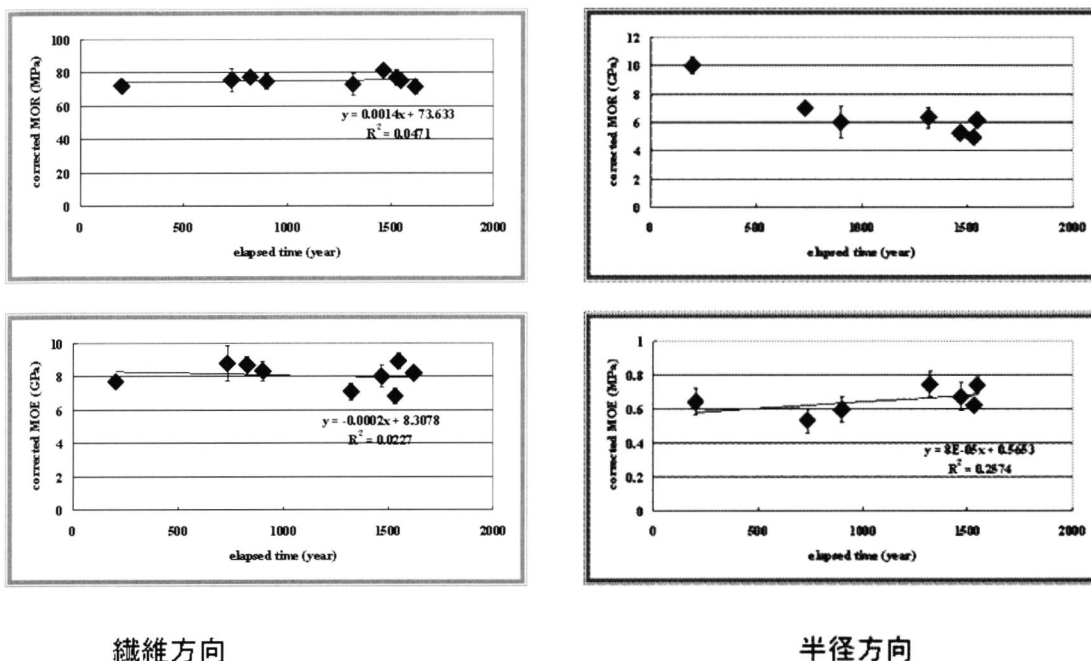 100
80
60
40
20
0
corrected MOR (MPa)
y = 0.0014x + 73.633
R² = 0.0471
0 500 1000 1500 2000
elapsed time (year)
12
10
8
6
4
2
0
corrected MOR (GPa)
0 500 1000 1500 2000
elapsed time (year)
10
8
6
4
2
0
corrected MOE (GPa)
y = -0.0002x + 8.3078
R² = 0.0227
0 500 1000 1500 2000
elapsed time (year)
1
0.8
0.6
0.4
0.2
0
corrected MOE (MPa)
y = 8E-05x + 0.5653
R² = 0.2574
0 500 1000 1500 2000
elapsed time (year)
繊維方向
半径方向